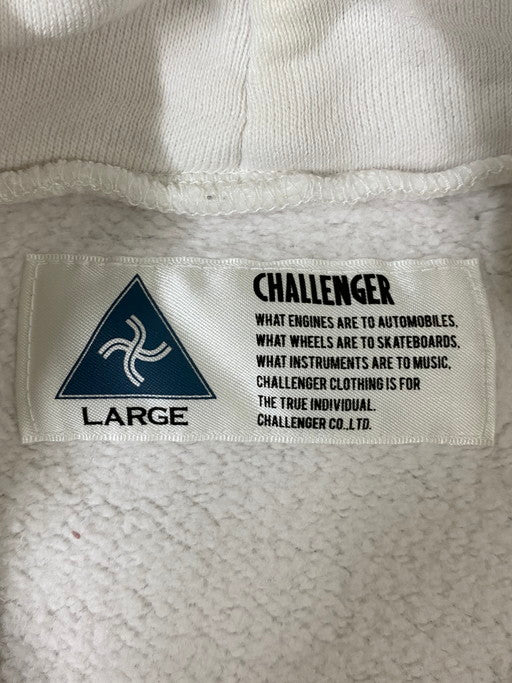 LARGE
CHALLENGER
WHAT ENGINES ARE TO AUTOMOBILES,
WHAT WHEELS ARE TO SKATEBOARDS,
WHAT INSTRUMENTS ARE TO MUSIC,
CHALLENGER CLOTHING IS FOR
THE TRUE INDIVIDUAL.
CHALLENGER CO.,LTD.